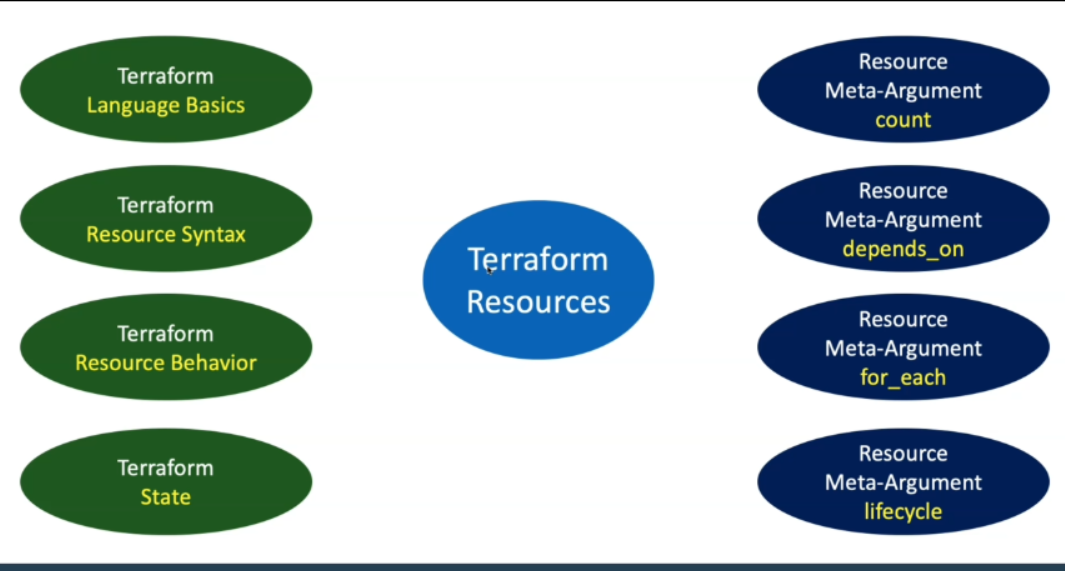 Terraform
Language Basics
Terraform
Resource Syntax
Terraform
Resource Behavior
Terraform
State
Terraform
Resources
Resource
Meta-Argument
count
Resource
Meta-Argument
depends_on
Resource
Meta-Argument
for_each
Resource
Meta-Argument
lifecycle